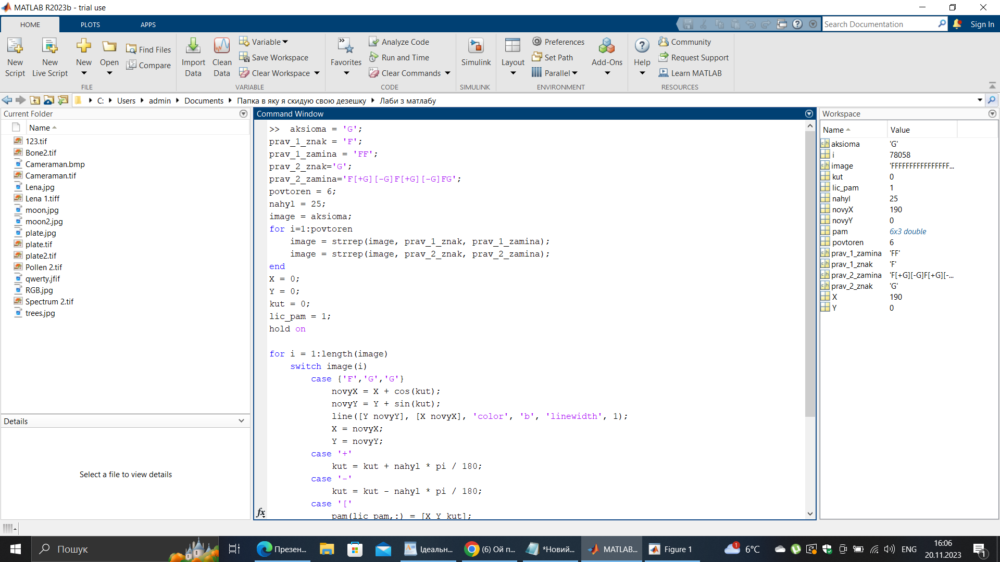 MATLAB R2023b - trial use
HOME PLOTS APPS
Search Documentation
Sign In
New Script
New Live Script
New
Open
Find Files
Compare
FILE
Import Data
Clean Data
Variable
Save Workspace
Clear Workspace
VARIABLE
Favorites
Analyze Code
Run and Time
Clear Commands
CODE
Simulink
SIMULINK
Layout
Preferences
Set Path
Parallel
Add-Ons
ENVIRONMENT
Help
Community
Request Support
Learn MATLAB
RESOURCES
C: Users admin Documents Папка в яку я скидую свою дезешку Лаби з матлабу
Current Folder
Name
123.tif
Bone2.tif
Cameraman.bmp
Cameraman.tif
Lena.jpg
Lena 1.tiff
moon.jpg
moon2.jpg
plate.jpg
plate.tif
plate2.tif
Pollen 2.tif
qwerty.jfif
RGB.jpg
Spectrum 2.tif
trees.jpg
Details
Select a file to view details
Command Window
>> aksioma = 'G';
prav_1_znak = 'F';
prav_1_zamina = 'FF';
prav_2_znak='G';
prav_2_zamina='F[+G][-G]F[+G][-G]FG';
povtoren = 6;
nahyl = 25;
image = aksioma;
for i=1:povtoren
image = strrep(image, prav_1_znak, prav_1_zamina);
image = strrep(image, prav_2_znak, prav_2_zamina);
end
X = 0;
Y = 0;
kut = 0;
lic_pam = 1;
hold on
for i = 1:length(image)
switch image(i)
case {'F','G','G'}
novyX = X + cos(kut);
novyY = Y + sin(kut);
line([Y novyY], [X novyX], 'color', 'b', 'linewidth', 1);
X = novyX;
Y = novyY;
case '+'
kut = kut + nahyl * pi / 180;
case '-'
kut = kut - nahyl * pi / 180;
case '['
pam(lic_pam,:) = [X Y kut];
fx
Workspace
Name Value
aksioma 'G'
i 78058
image 'FFFFFFFFFFFFFFFF...
kut 0
lic_pam 1
nahyl 25
novyX 190
novyY 0
pam 6x3 double
povtoren 6
prav_1_zamina 'FF'
prav_1_znak 'F'
prav_2_zamina 'F[+G][-G]F[+G][-...
prav_2_znak 'G'
X 190
Y 0
Пошук
Презен...
Ідеальн...
(6) Ой п...
*Новий...
MATLAB...
Figure 1
1
6°C
ENG
16:06
20.11.2023
1